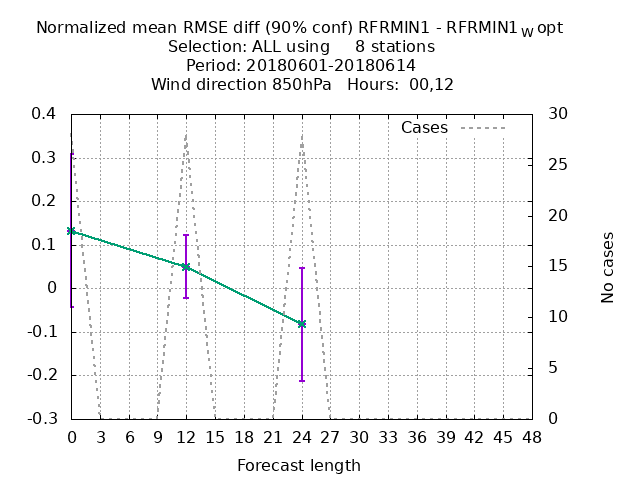 Normalized mean RMSE diff (90% conf) RFRMIN1 - RFRMIN1wopt
Selection: ALL using 8 stations
Period: 20180601-20180614
Wind direction 850hPa Hours: 00,12
Cases
0.4
0.3
0.2
0.1
0
-0.1
-0.2
-0.3
30
25
20
15
10
5
0
No cases
0 3 6 9 12 15 18 21 24 27 30 33 36 39 42 45 48
Forecast length